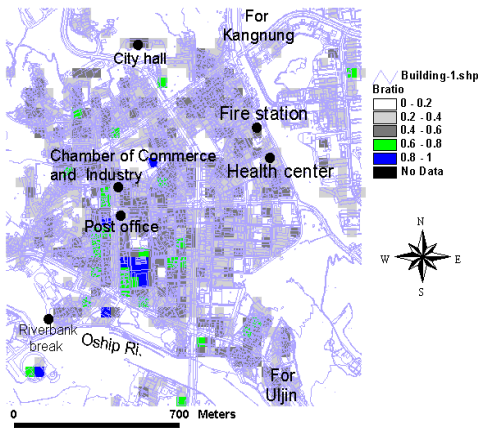 For
Kangnung
City hall
Fire station
Chamber of Commerce
and Industry
Health center
Post office
Riverbank
break
Oship Ri.
For
Uljin
0 700 Meters
Building-1.shp
Bratio
0 - 0.2
0.2 - 0.4
0.4 - 0.6
0.6 - 0.8
0.8 - 1
No Data
N
W E
S